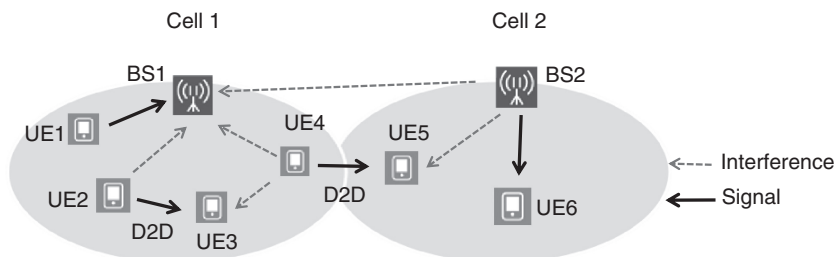 Cell 1
Cell 2
BS1
BS2
UE1
UE4
UE5
Interference
UE2
D2D
Signal
D2D
UE3
UE6